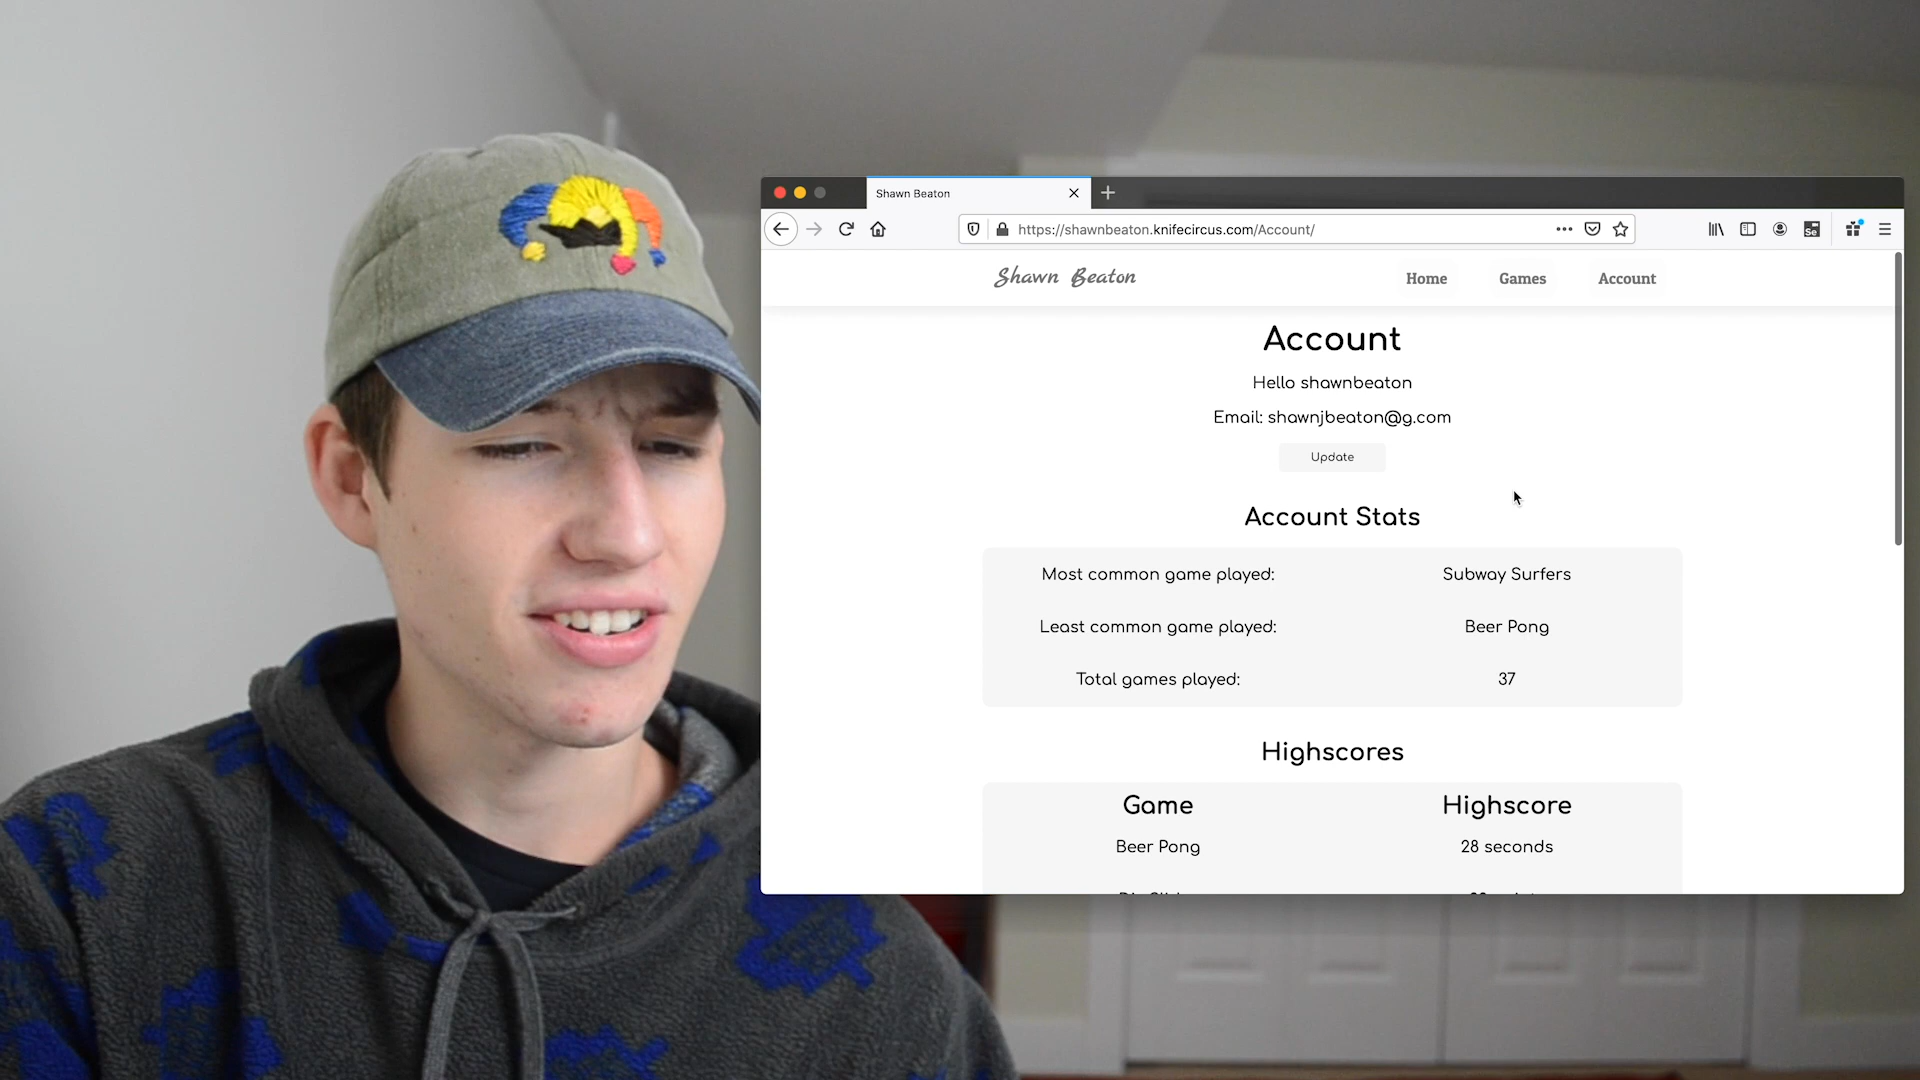 Shawn Beaton
https://shawnbeaton.knifecircus.com/Account/
Se
Shawn Beaton
Home Games Account
Account
Hello shawnbeaton
Email: shawnjbeaton@g.com
Update
Account Stats
Most common game played: Subway Surfers
Least common game played: Beer Pong
Total games played: 37
Highscores
Game Highscore
Beer Pong 28 seconds